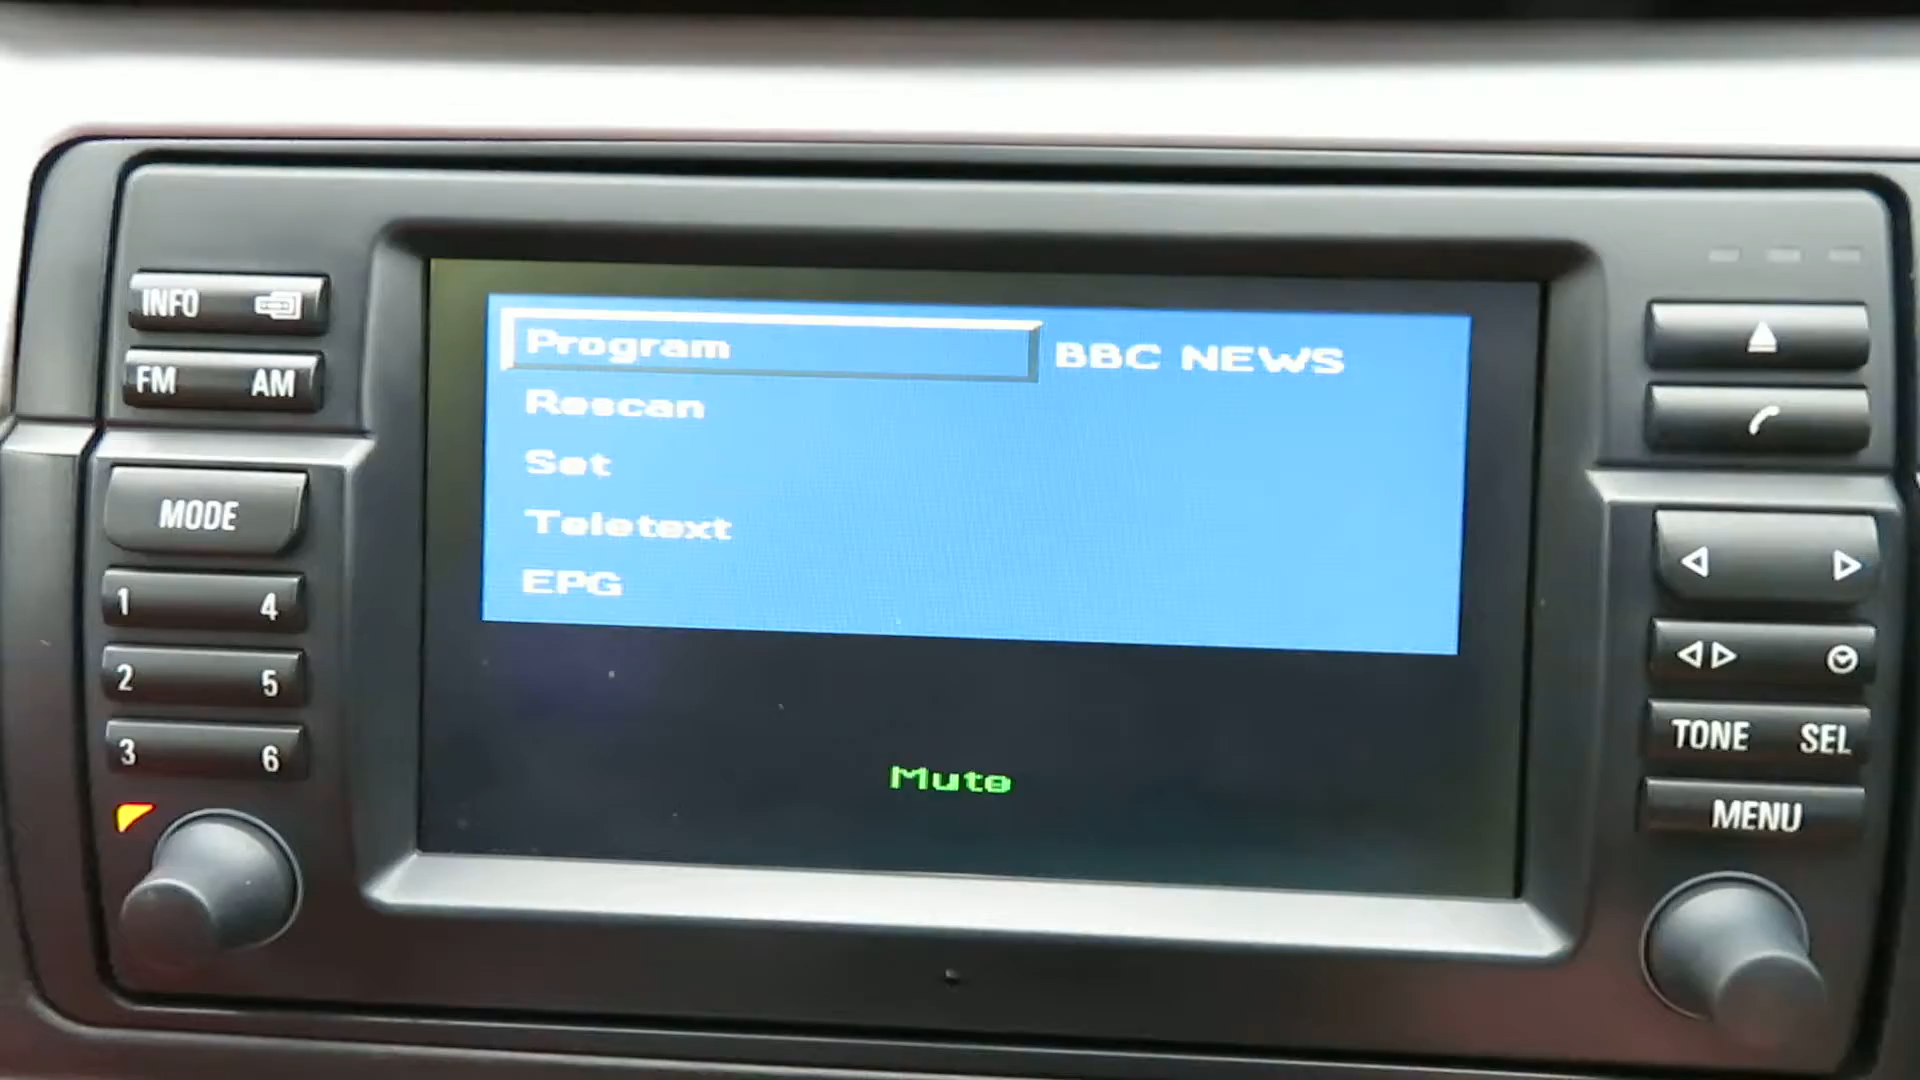 INFO
FM AM
MODE
1 4
2 5
3 6
Program BBC NEWS
Rescan
Set
Teletext
EPG
Mute
TONE SEL
MENU